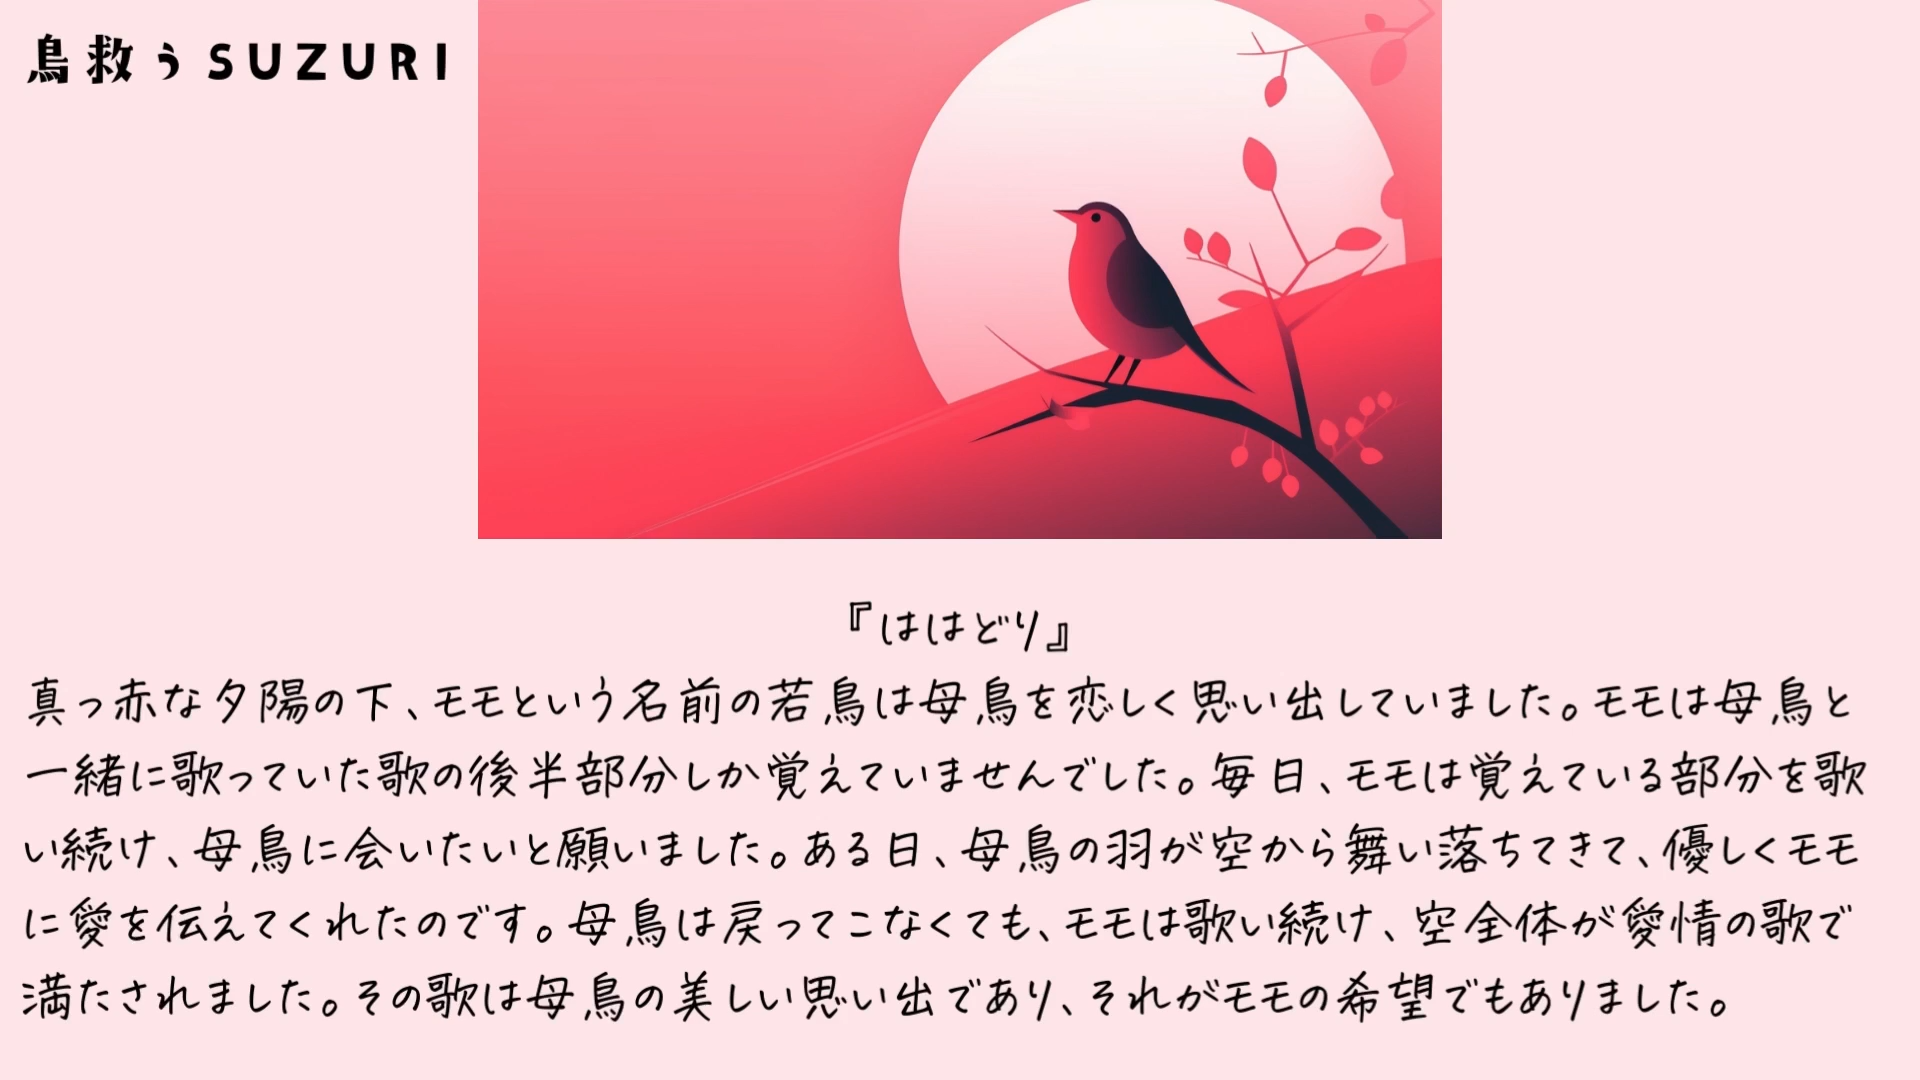 鳥救うSUZURI
『ははどり』
真っ赤な夕陽の下、モモという名前の若鳥は母鳥を恋しく思い出していました。モモは母鳥と
一緒に歌っていた歌の後半部分しか覚えていませんでした。毎日、モモは覚えている部分を歌
い続け、母鳥に会いたいと願いました。ある日、母鳥の羽が空から舞い落ちてきて、優しくモモ
に愛を伝えてくれたのです。母鳥は戻ってこなくても、モモは歌い続け、空全体が愛情の歌で
満たされました。その歌は母鳥の美しい思い出であり、それがモモの希望でもありました。